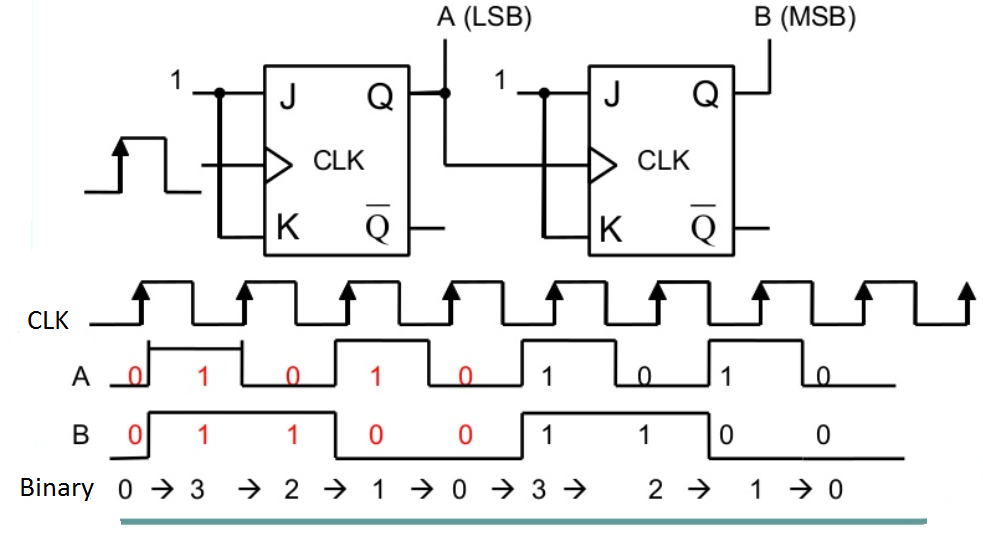 A (LSB) B (MSB)
1 J Q 1 J Q
CLK CLK
K Q̅ K Q̅
CLK
A 0 1 0 1 0 1 0 1 0
B 0 1 1 0 0 1 1 0 0
Binary 0 → 3 → 2 → 1 → 0 → 3 → 2 → 1 → 0